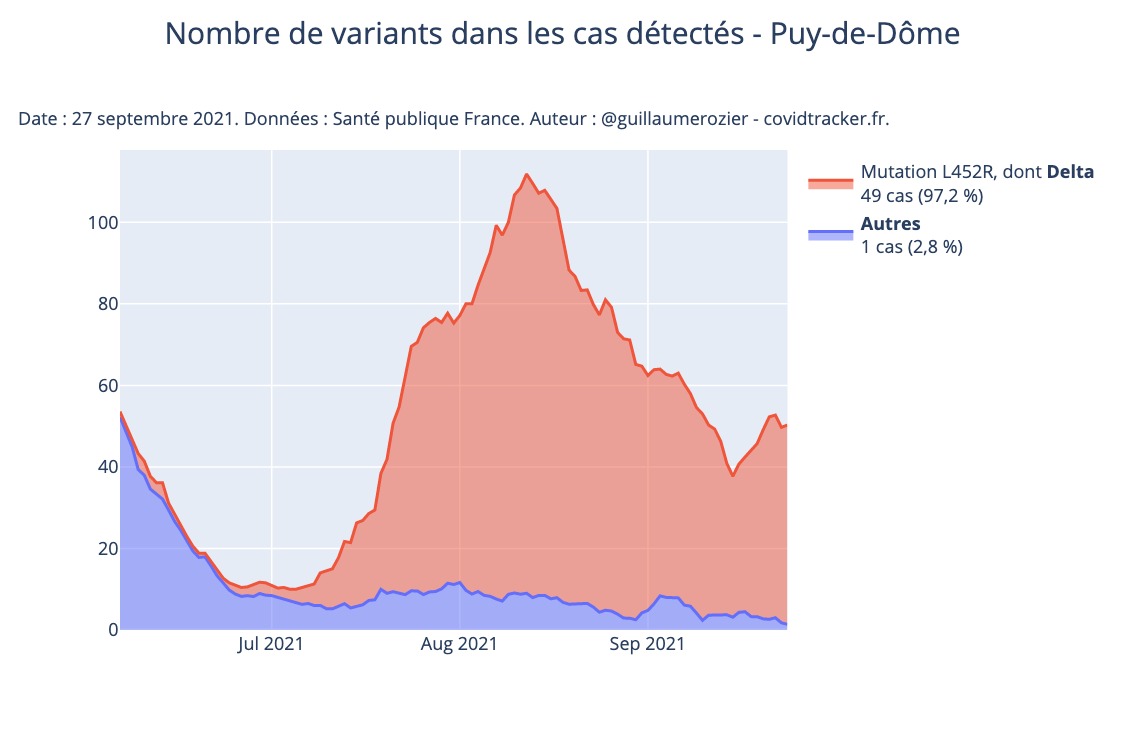 Nombre de variants dans les cas détectés - Puy-de-Dôme
Date : 27 septembre 2021. Données : Santé publique France. Auteur : @guillaumerozier - covidtracker.fr.
Mutation L452R, dont Delta
49 cas (97,2 %)
Autres
1 cas (2,8 %)
100
80
60
40
20
0
Jul 2021
Aug 2021
Sep 2021